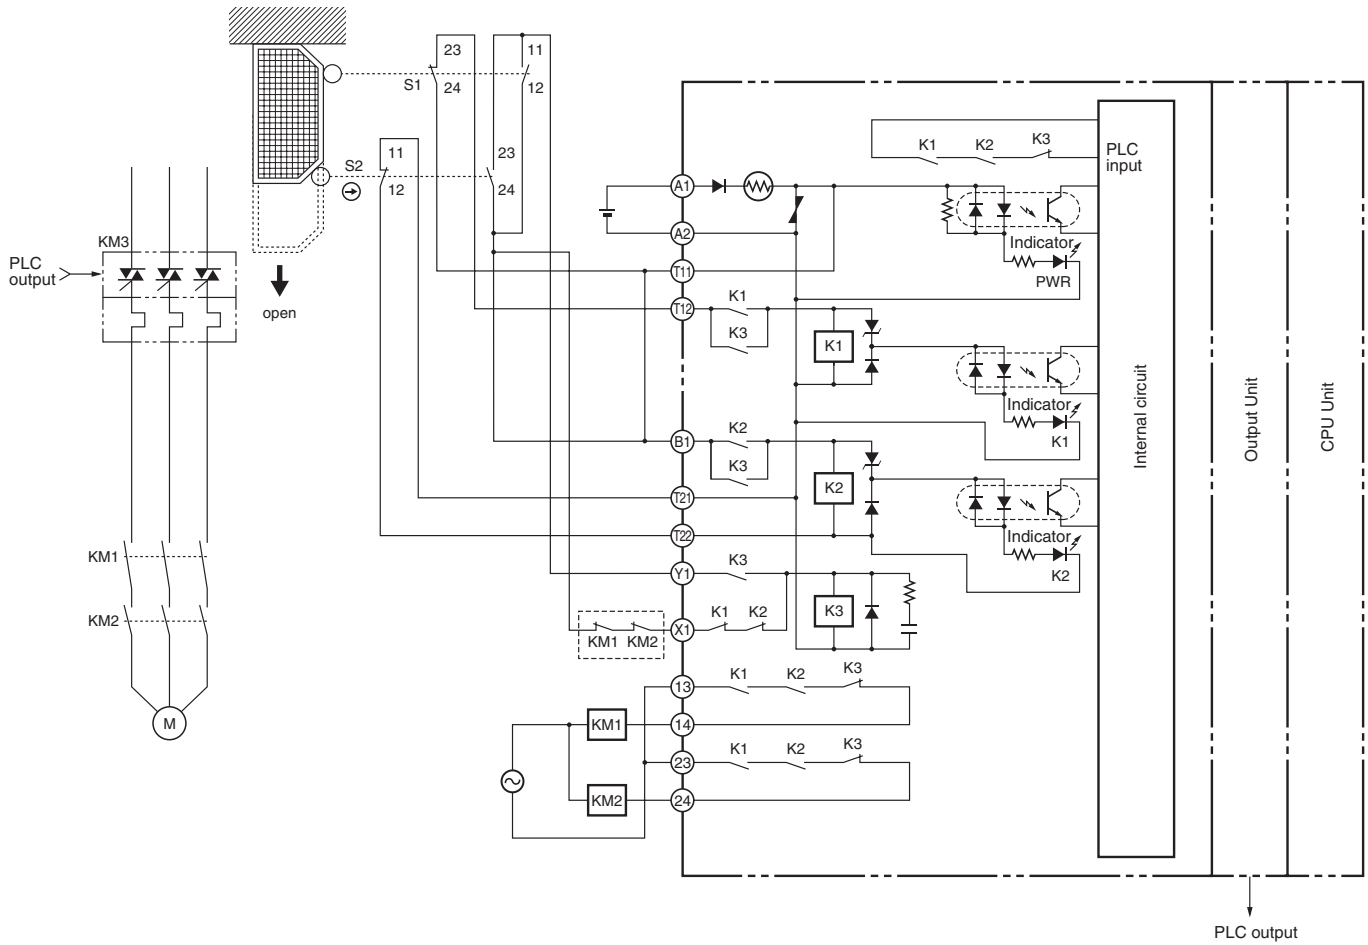 23
11
S1
24
12
11
S2
23
12
24
KM3
PLC
output
open
K1
K2
K3
PLC
input
A1
A2
Indicator
PWR
T11
T12
K1
K3
K1
Indicator
K1
B1
K2
K3
K2
T21
T22
Indicator
K2
Y1
K3
K3
KM1
KM2
X1
K1
K2
KM1
KM2
13
K1
K2
K3
14
KM1
23
K1
K2
K3
24
KM2
M
Internal circuit
Output Unit
CPU Unit
PLC output